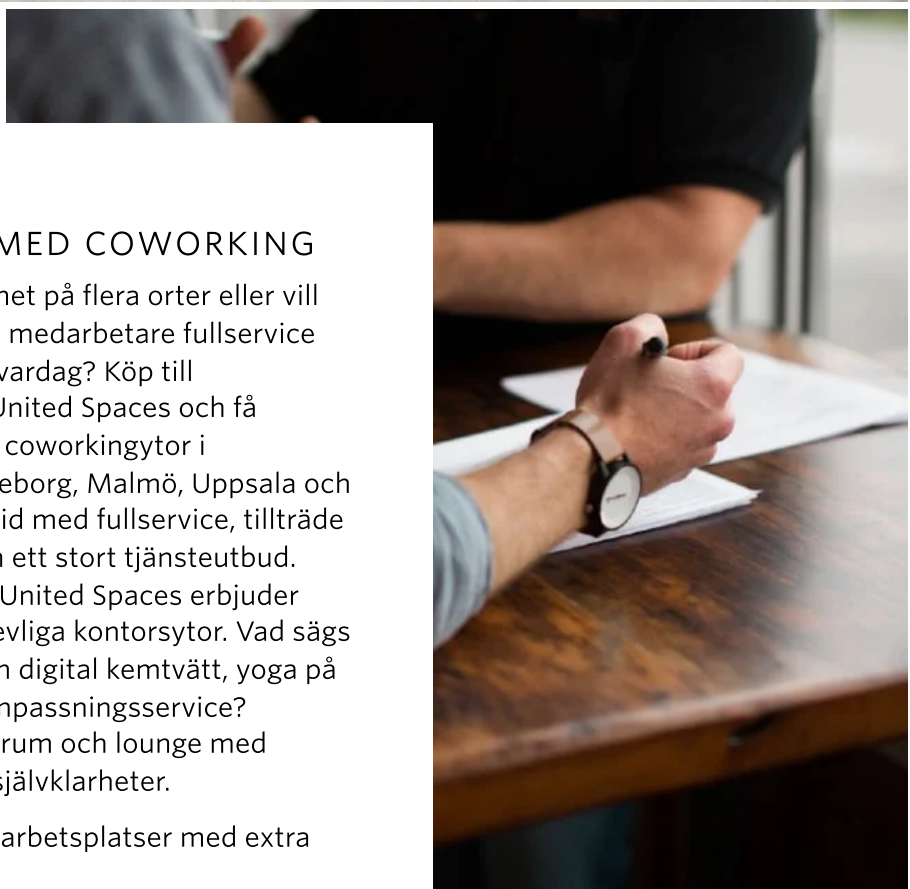 MED COWORKING
het på flera orter eller vill
medarbetare fullservice
vardag? Köp till
United Spaces och få
coworkingytor i
eborg, Malmö, Uppsala och
id med fullservice, tillträde
ett stort tjänsteutbud.
United Spaces erbjuder
evliga kontorsytor. Vad sägs
digital kemtvätt, yoga på
npassningsservice?
rum och lounge med
självklarheter.
arbetsplatser med extra